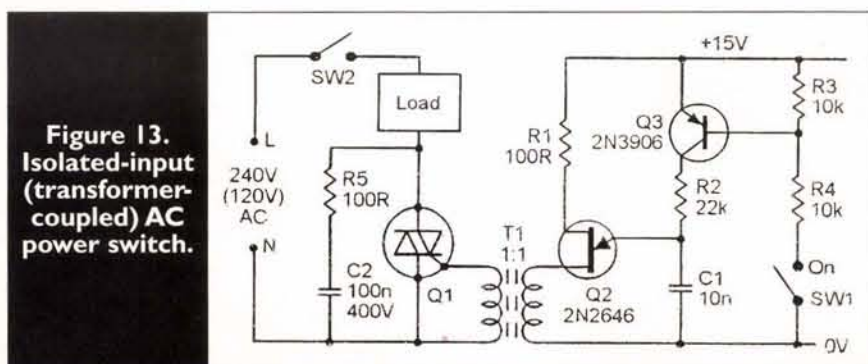 Figure 13.
Isolated-input
(transformer-
coupled) AC
power switch.
SW2
Load
L
240V
(120V)
AC
N
R5
100R
C2
100n
400V
Q1
T1
1:1
+15V
R1
100R
Q3
2N3906
R2
22k
Q2
2N2646
C1
10n
R3
10k
R4
10k
On
SW1
0V